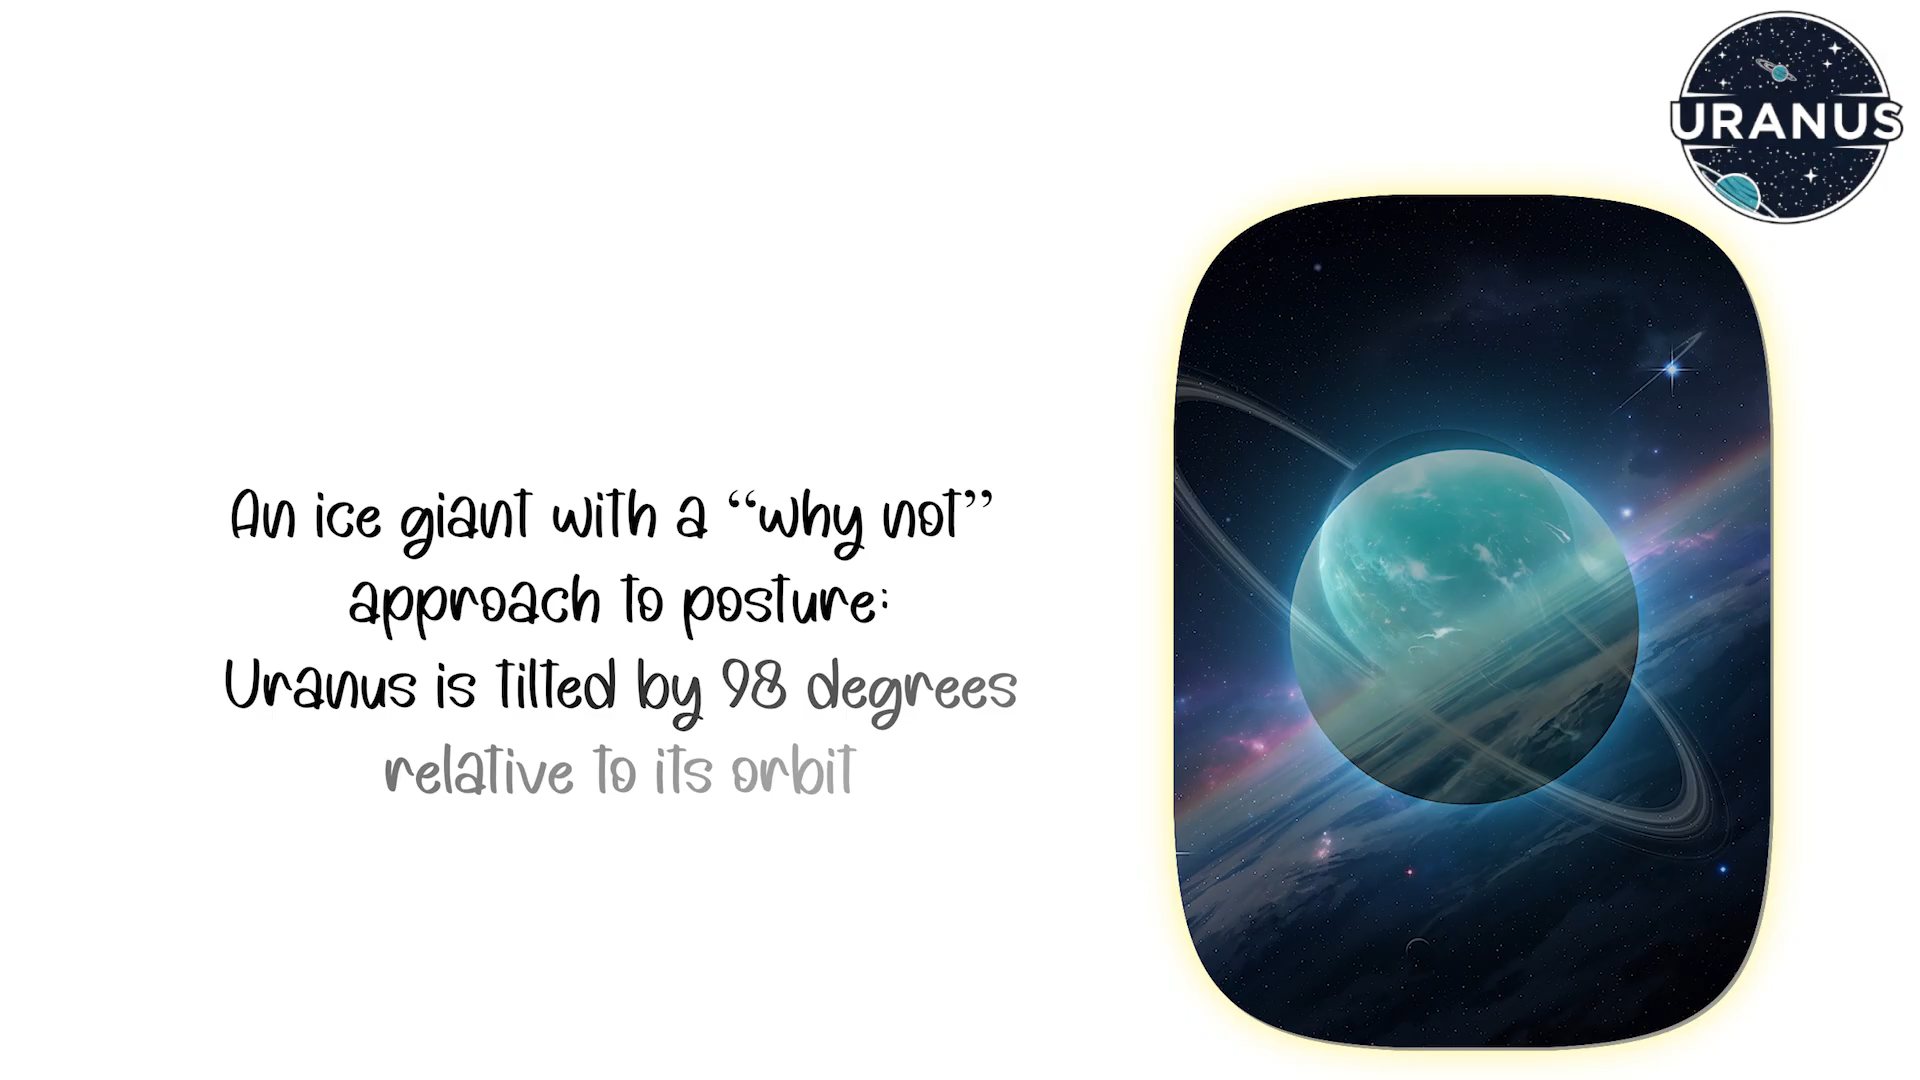 URANUS
An ice giant with a “why not”
approach to posture:
Uranus is tilted by 98 degrees
relative to its orbit